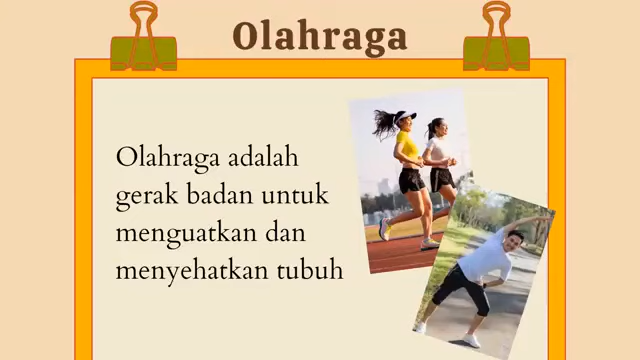 Olahraga
Olahraga adalah
gerak badan untuk
menguatkan dan
menyehatkan tubuh